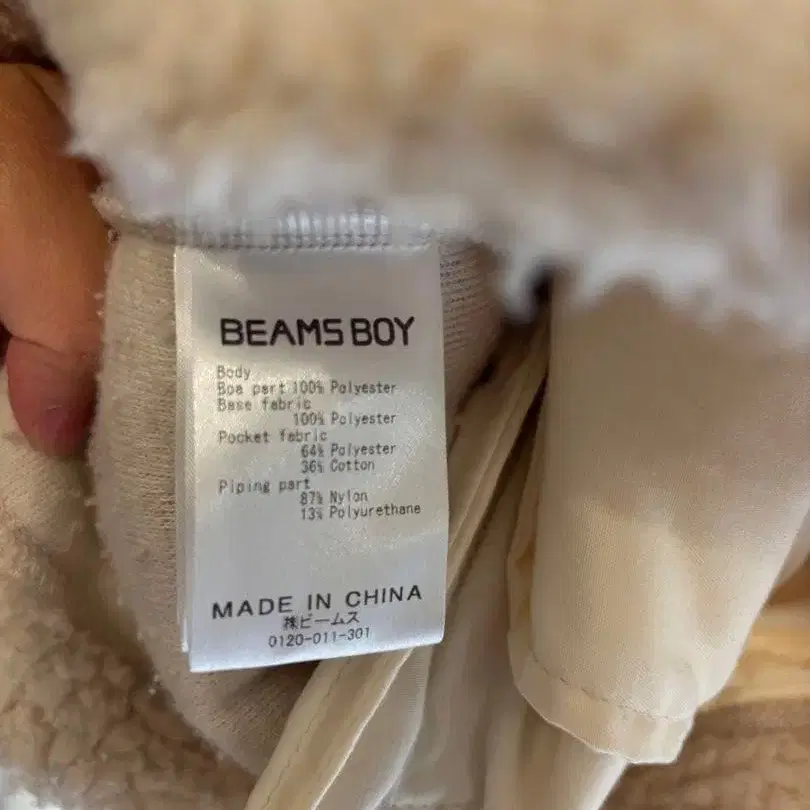 BEAMS BOY
Body
Boa part 100% Polyester
Base fabric
100% Polyester
Pocket fabric
64% Polyester
36% Cotton
Piping part
87% Nylon
13% Polyurethane
MADE IN CHINA
㈱ビームス
0120-011-301